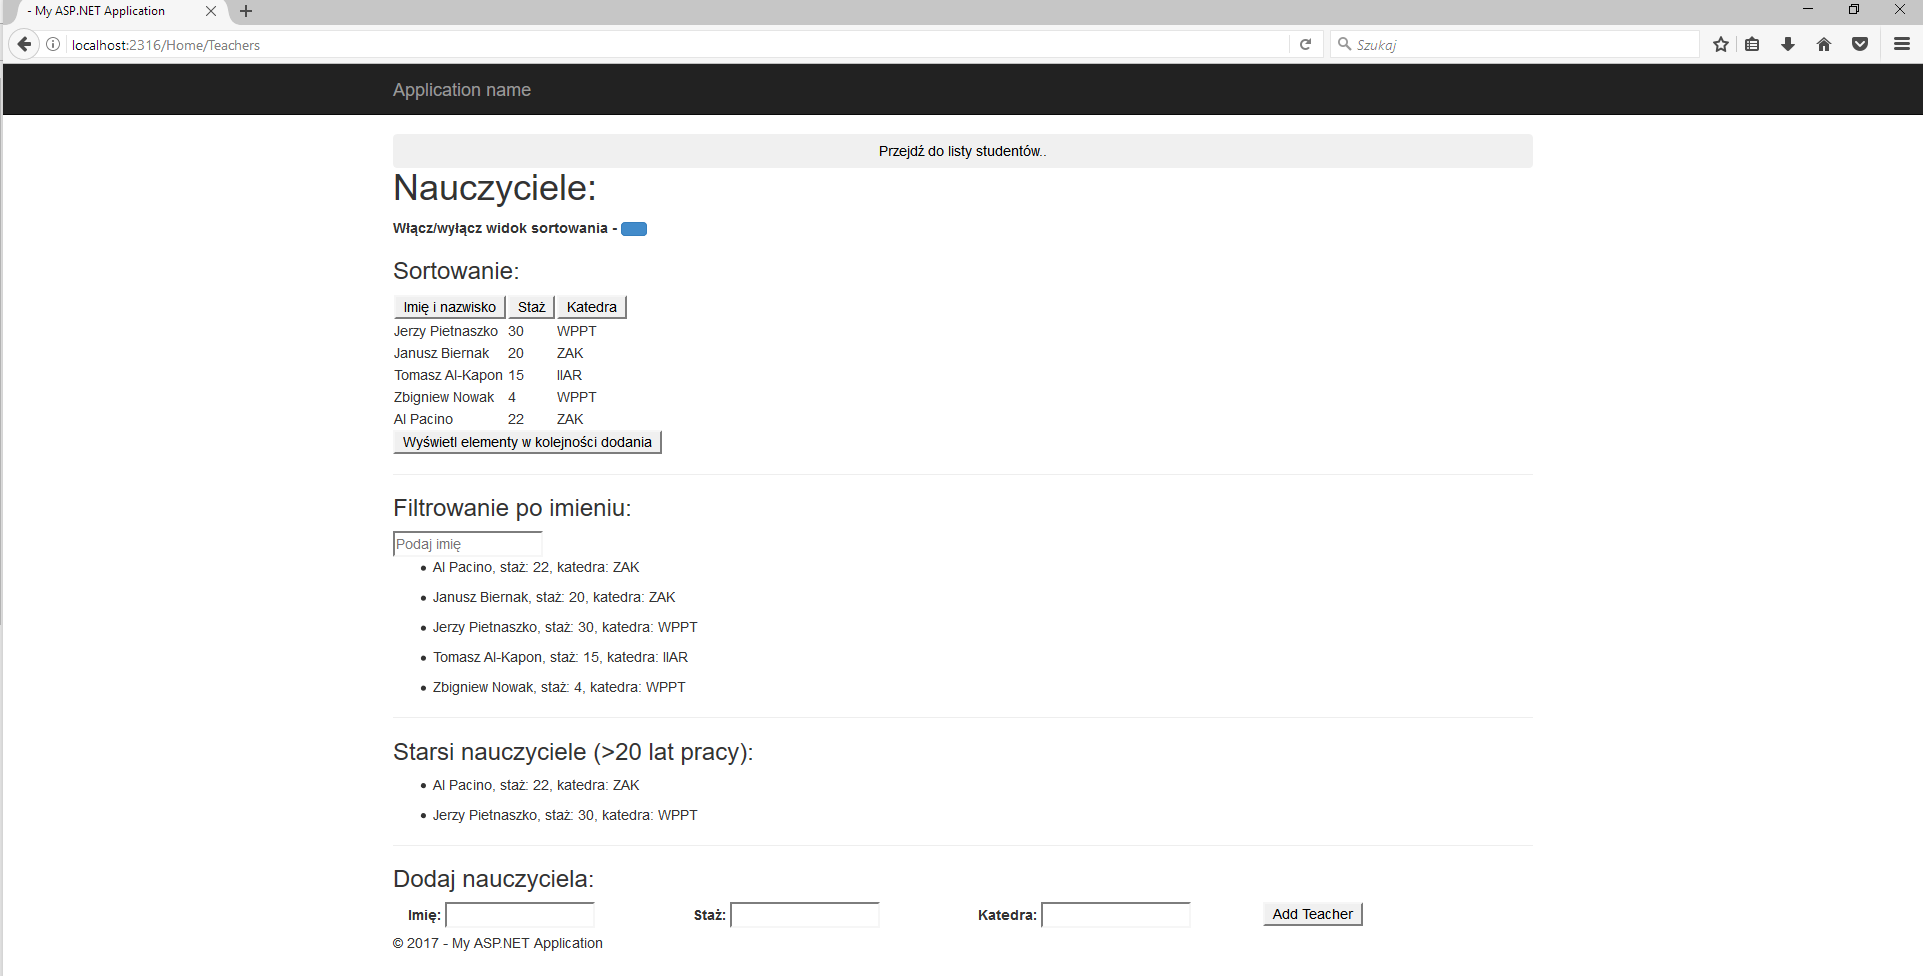 - My ASP.NET Application
localhost:2316/Home/Teachers
Szukaj
Application name
Przejdź do listy studentów..
Nauczyciele:
Włącz/wyłącz widok sortowania -
Sortowanie:
Imię i nazwisko Staż Katedra
Jerzy Pietnaszko 30 WPPT
Janusz Biernak 20 ZAK
Tomasz Al-Kapon 15 IIAR
Zbigniew Nowak 4 WPPT
Al Pacino 22 ZAK
Wyświetl elementy w kolejności dodania
Filtrowanie po imieniu:
Podaj imię
• Al Pacino, staż: 22, katedra: ZAK
• Janusz Biernak, staż: 20, katedra: ZAK
• Jerzy Pietnaszko, staż: 30, katedra: WPPT
• Tomasz Al-Kapon, staż: 15, katedra: IIAR
• Zbigniew Nowak, staż: 4, katedra: WPPT
Starsi nauczyciele (>20 lat pracy):
• Al Pacino, staż: 22, katedra: ZAK
• Jerzy Pietnaszko, staż: 30, katedra: WPPT
Dodaj nauczyciela:
Imię: Staż: Katedra: Add Teacher
© 2017 - My ASP.NET Application